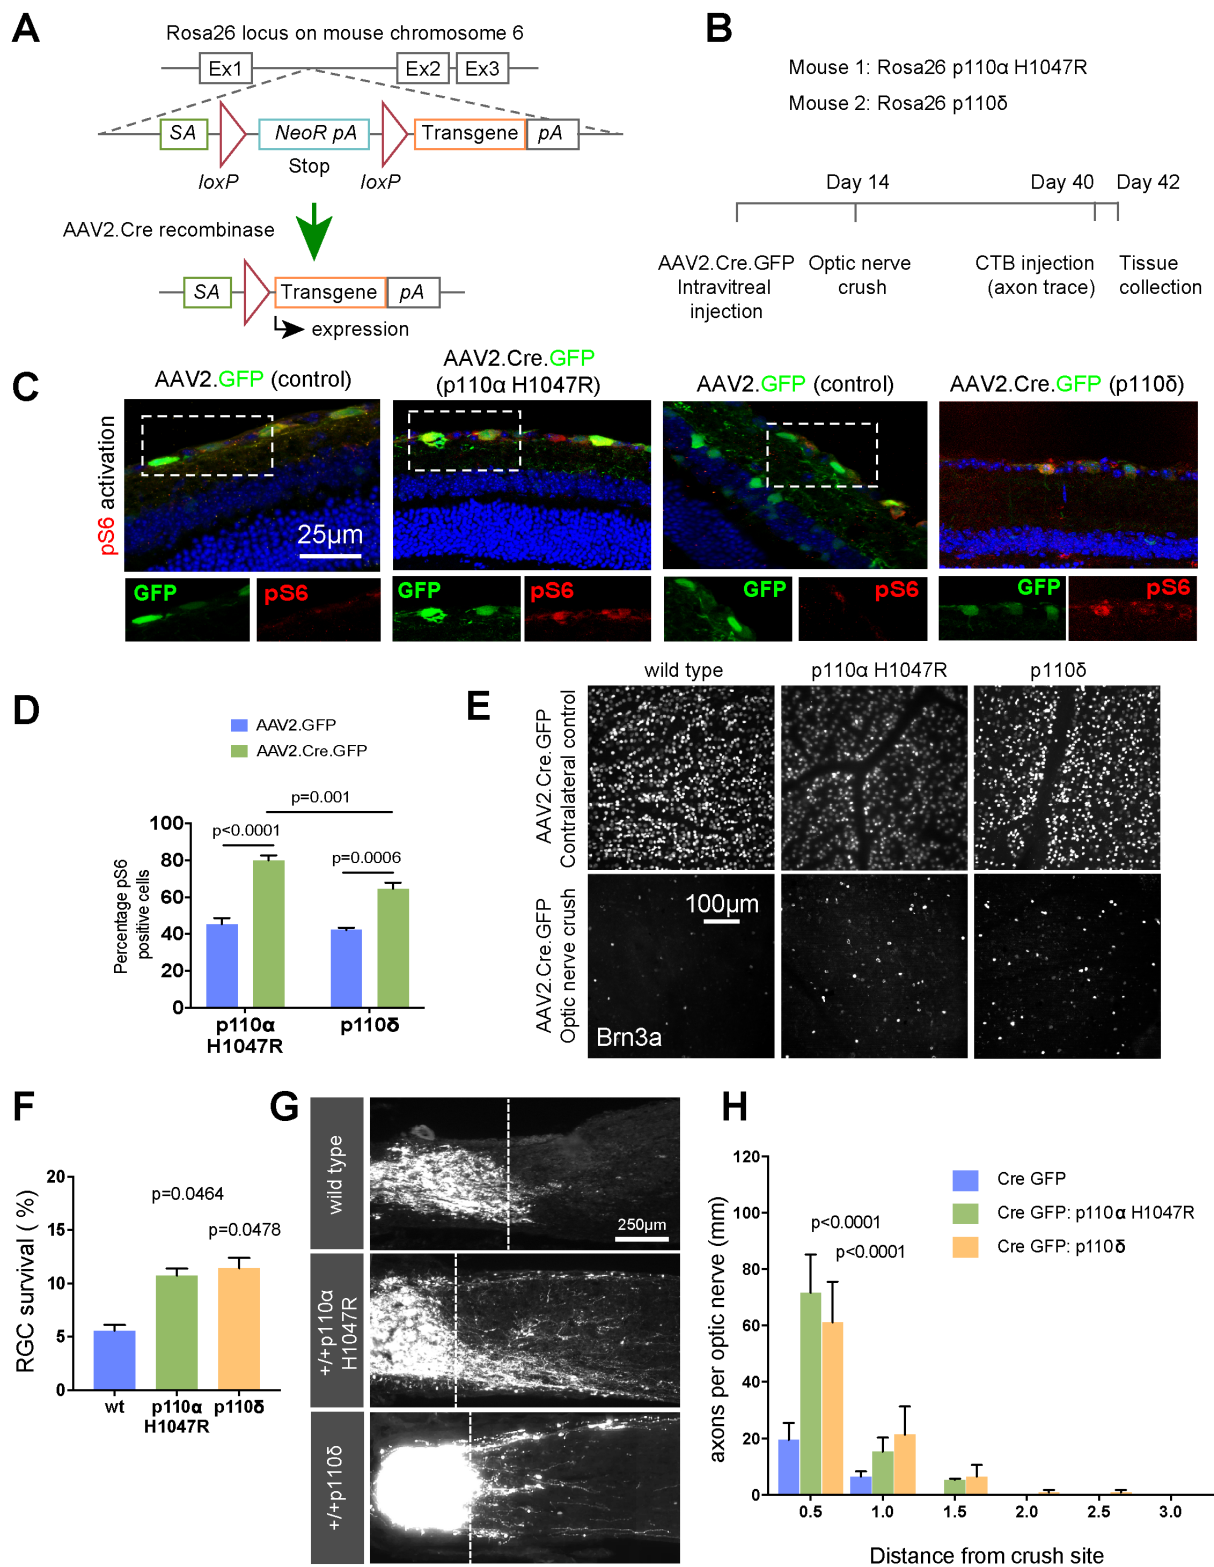 A
Rosa26 locus on mouse chromosome 6
Ex1
Ex2
Ex3
SA
NeoR pA
Transgene
pA
Stop
loxP
loxP
AAV2.Cre recombinase
SA
Transgene
pA
expression
B
Mouse 1: Rosa26 p110α H1047R
Mouse 2: Rosa26 p110δ
Day 14
Day 40
Day 42
AAV2.Cre.GFP
Intravitreal
injection
Optic nerve
crush
CTB injection
(axon trace)
Tissue
collection
C
AAV2.GFP (control)
AAV2.Cre.GFP
(p110α H1047R)
AAV2.GFP (control)
AAV2.Cre.GFP (p110δ)
pS6 activation
25µm
GFP
pS6
GFP
pS6
GFP
pS6
GFP
pS6
D
AAV2.GFP
AAV2.Cre.GFP
p=0.001
p<0.0001
p=0.0006
Percentage pS6
positive cells
100
80
60
40
40
0
p110α
H1047R
p110δ
E
wild type
p110α H1047R
p110δ
AAV2.Cre.GFP
Contralateral control
AAV2.Cre.GFP
Optic nerve crush
100µm
Brn3a
F
RGC survival ( %)
20
15
10
5
0
p=0.0464
p=0.0478
wt
p110α
H1047R
p110δ
G
wild type
250µm
+/+p110α
H1047R
+/+p110δ
H
axons per optic nerve (mm)
120
100
80
60
40
20
0
Cre GFP
Cre GFP: p110α H1047R
Cre GFP: p110δ
p<0.0001
p<0.0001
0.5
1.0
1.5
2.0
2.5
3.0
Distance from crush site